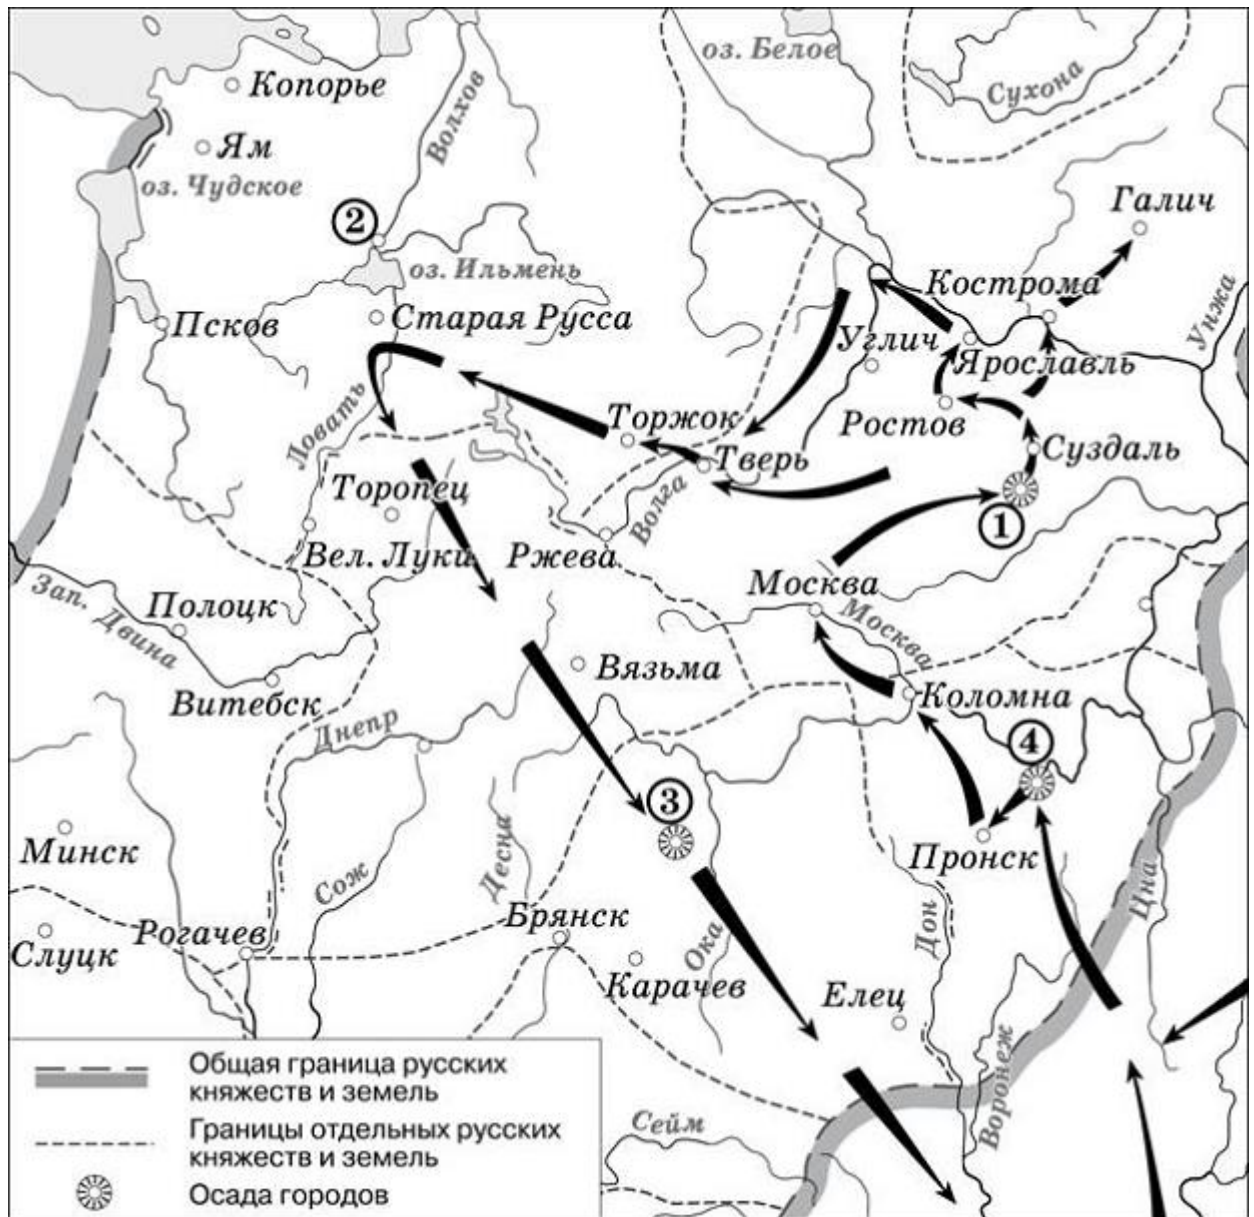 оз. Белое
Сухона
Копорье
Волхов
Ям
оз. Чудское
Галич
2
оз. Ильмень
Кострома
Унжа
Псков
Старая Русса
Углич
Ярославль
Ловать
Торжок
Ростов
Тверь
Суздаль
Торопец
Волга
1
Вел. Луки
Ржева
Москва
Зап. Двина
Полоцк
Москва
Вязьма
Витебск
Коломна
Днепр
4
3
Минск
Десна
Пронск
Сож
Цна
Брянск
Рогачев
Дон
Слуцк
Ока
Карачев
Елец
Воронеж
Сейм
Общая граница русских
княжеств и земель
Границы отдельных русских
княжеств и земель
Осада городов